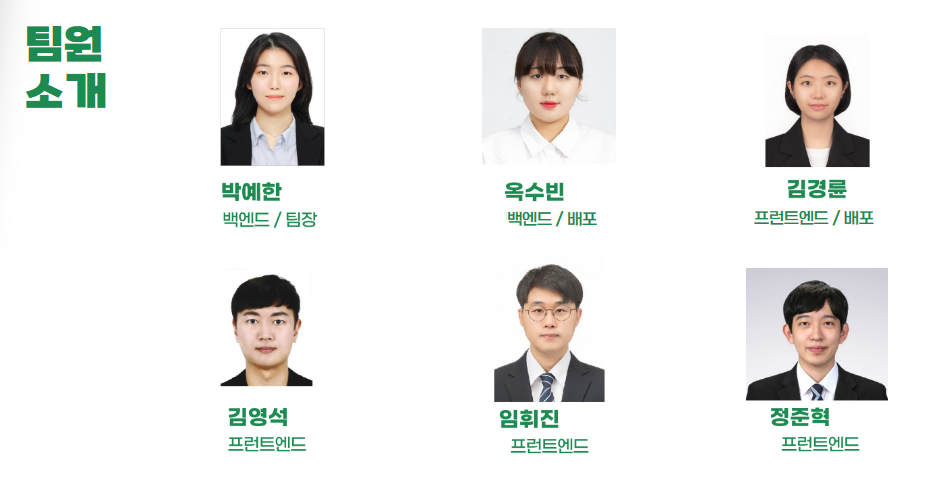 팀원
소개
박예한
백엔드 / 팀장
옥수빈
백엔드 / 배포
김경륜
프런트엔드 / 배포
김영석
프런트엔드
임휘진
프런트엔드
정준혁
프런트엔드